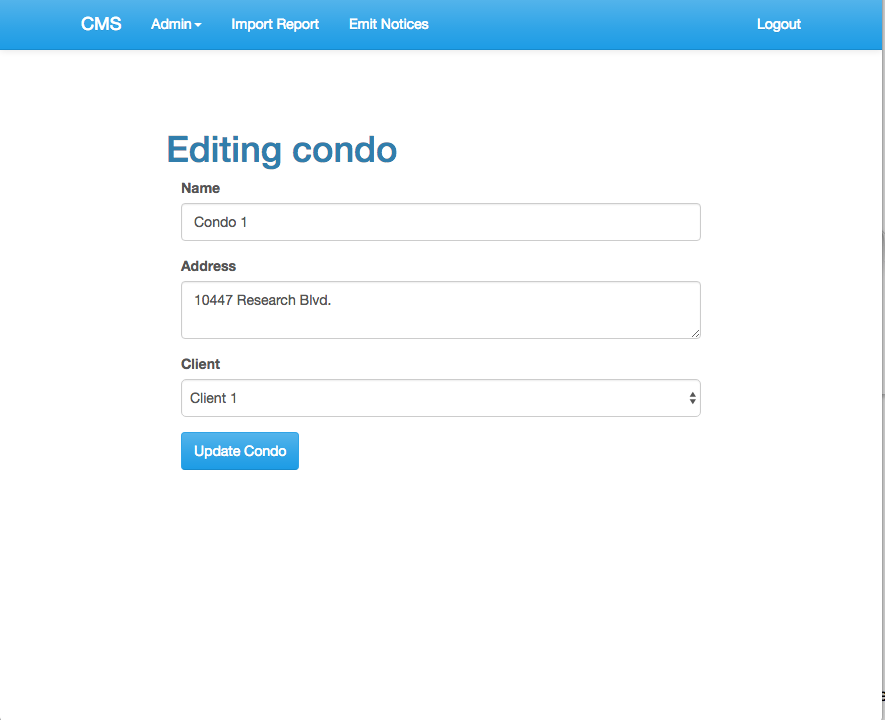 CMS Admin Import Report Emit Notices Logout
Editing condo
Name
Condo 1
Address
10447 Research Blvd.
Client
Client 1
Update Condo